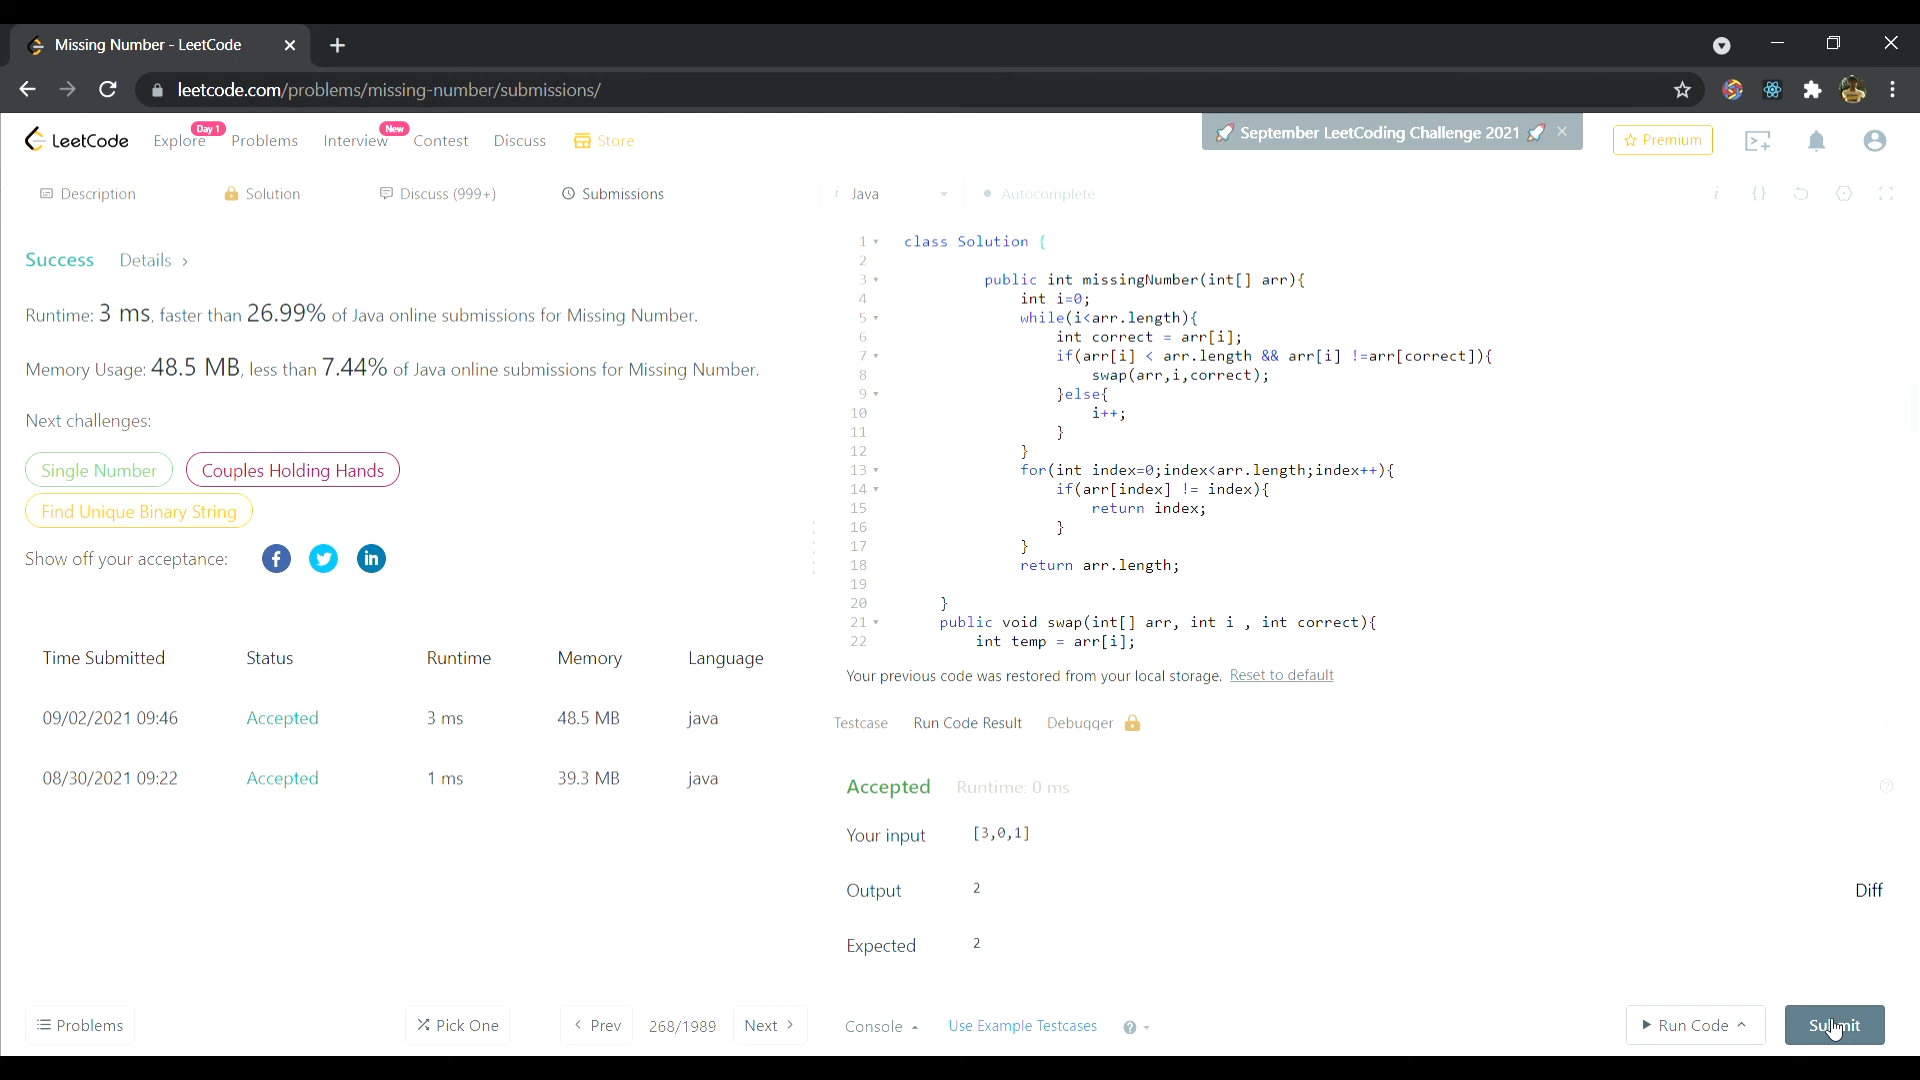 Missing Number - LeetCode
leetcode.com/problems/missing-number/submissions/
LeetCode
Explore
Day 1
Problems
Interview
New
Contest
Discuss
Store
September LeetCoding Challenge 2021
Premium
Description
Solution
Discuss (999+)
Submissions
i Java
Autocomplete
i {}
Success Details >
Runtime: 3 ms, faster than 26.99% of Java online submissions for Missing Number.
Memory Usage: 48.5 MB, less than 7.44% of Java online submissions for Missing Number.
Next challenges:
Single Number
Couples Holding Hands
Find Unique Binary String
Show off your acceptance:
Time Submitted Status Runtime Memory Language
09/02/2021 09:46 Accepted 3 ms 48.5 MB java
08/30/2021 09:22 Accepted 1 ms 39.3 MB java
Problems
Pick One
< Prev
268/1989
Next >
1 class Solution {
2
3 public int missingNumber(int[] arr){
4 int i=0;
5 while(i<arr.length){
6 int correct = arr[i];
7 if(arr[i] < arr.length && arr[i] !=arr[correct]){
8 swap(arr,i,correct);
9 }else{
10 i++;
11 }
12 }
13 for(int index=0;index<arr.length;index++){
14 if(arr[index] != index){
15 return index;
16 }
17 }
18 return arr.length;
19
20 }
21 public void swap(int[] arr, int i , int correct){
22 int temp = arr[i];
Your previous code was restored from your local storage. Reset to default
Testcase Run Code Result Debugger
Accepted Runtime: 0 ms
Your input [3,0,1]
Output 2
Diff
Expected 2
Console
Use Example Testcases
Run Code
Submit